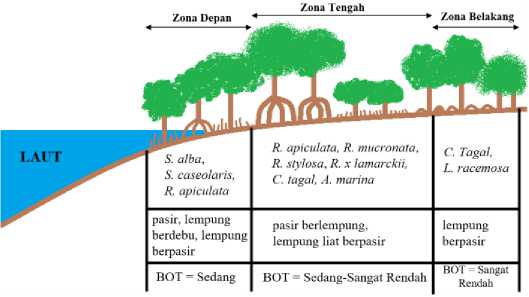 Zona Depan
Zona Tengah
Zona Belakang
LAUT
S. alba,
S. caseolaris,
R. apiculata
R. apiculata, R. mucronata,
R. stylosa, R. x lamarckii,
C. tagal, A. marina
C. Tagal,
L. racemosa
pasir, lempung
berdebu, lempung
berpasir
pasir berlempung,
lempung liat berpasir
lempung
berpasir
BOT = Sedang
BOT = Sedang-Sangat Rendah
BOT = Sangat
Rendah